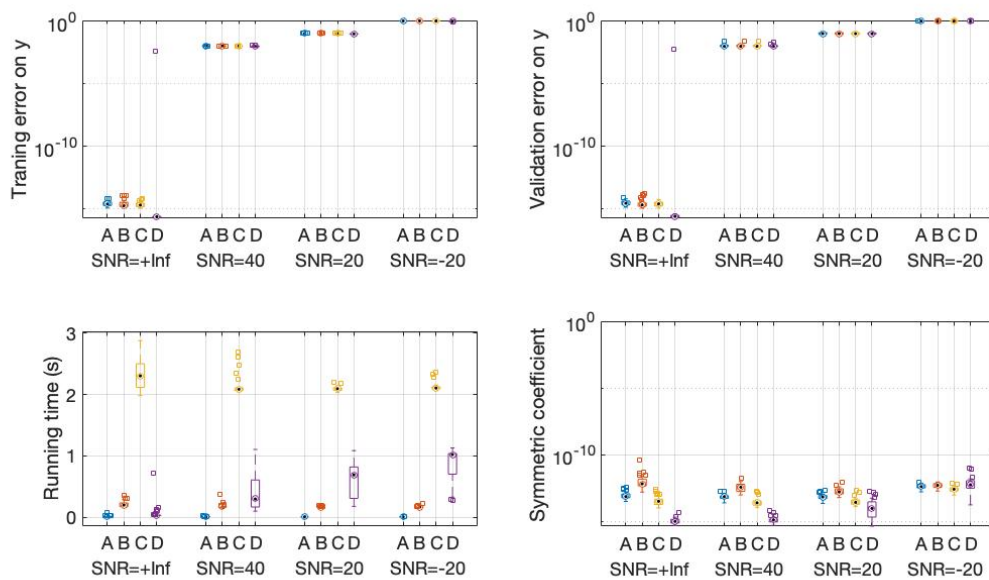 Traning error on y
10^0
10^-10
A B C D A B C D A B C D A B C D
SNR=+Inf SNR=40 SNR=20 SNR=-20
Validation error on y
10^0
10^-10
A B C D A B C D A B C D A B C D
SNR=+Inf SNR=40 SNR=20 SNR=-20
Running time (s)
3
2
1
0
A B C D A B C D A B C D A B C D
SNR=+Inf SNR=40 SNR=20 SNR=-20
Symmetric coefficient
10^0
10^-10
A B C D A B C D A B C D A B C D
SNR=+Inf SNR=40 SNR=20 SNR=-20